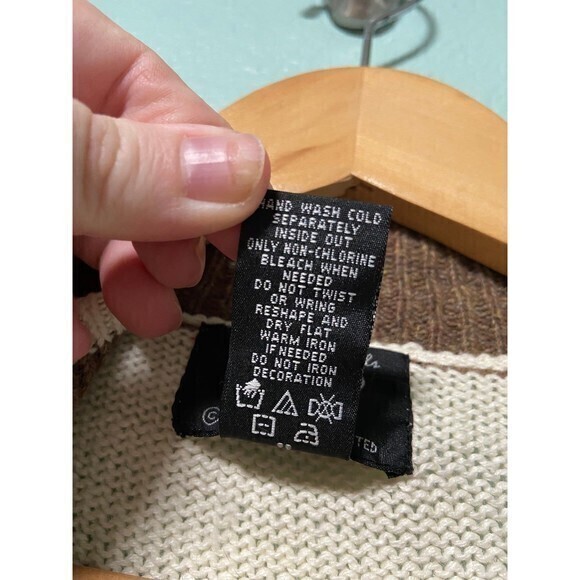 HAND WASH COLD
SEPARATELY
INSIDE OUT
ONLY NON-CHLORINE
BLEACH WHEN
NEEDED
DO NOT TWIST
OR WRING
RESHAPE AND
DRY FLAT
WARM IRON
IF NEEDED
DO NOT IRON
DECORATION
©